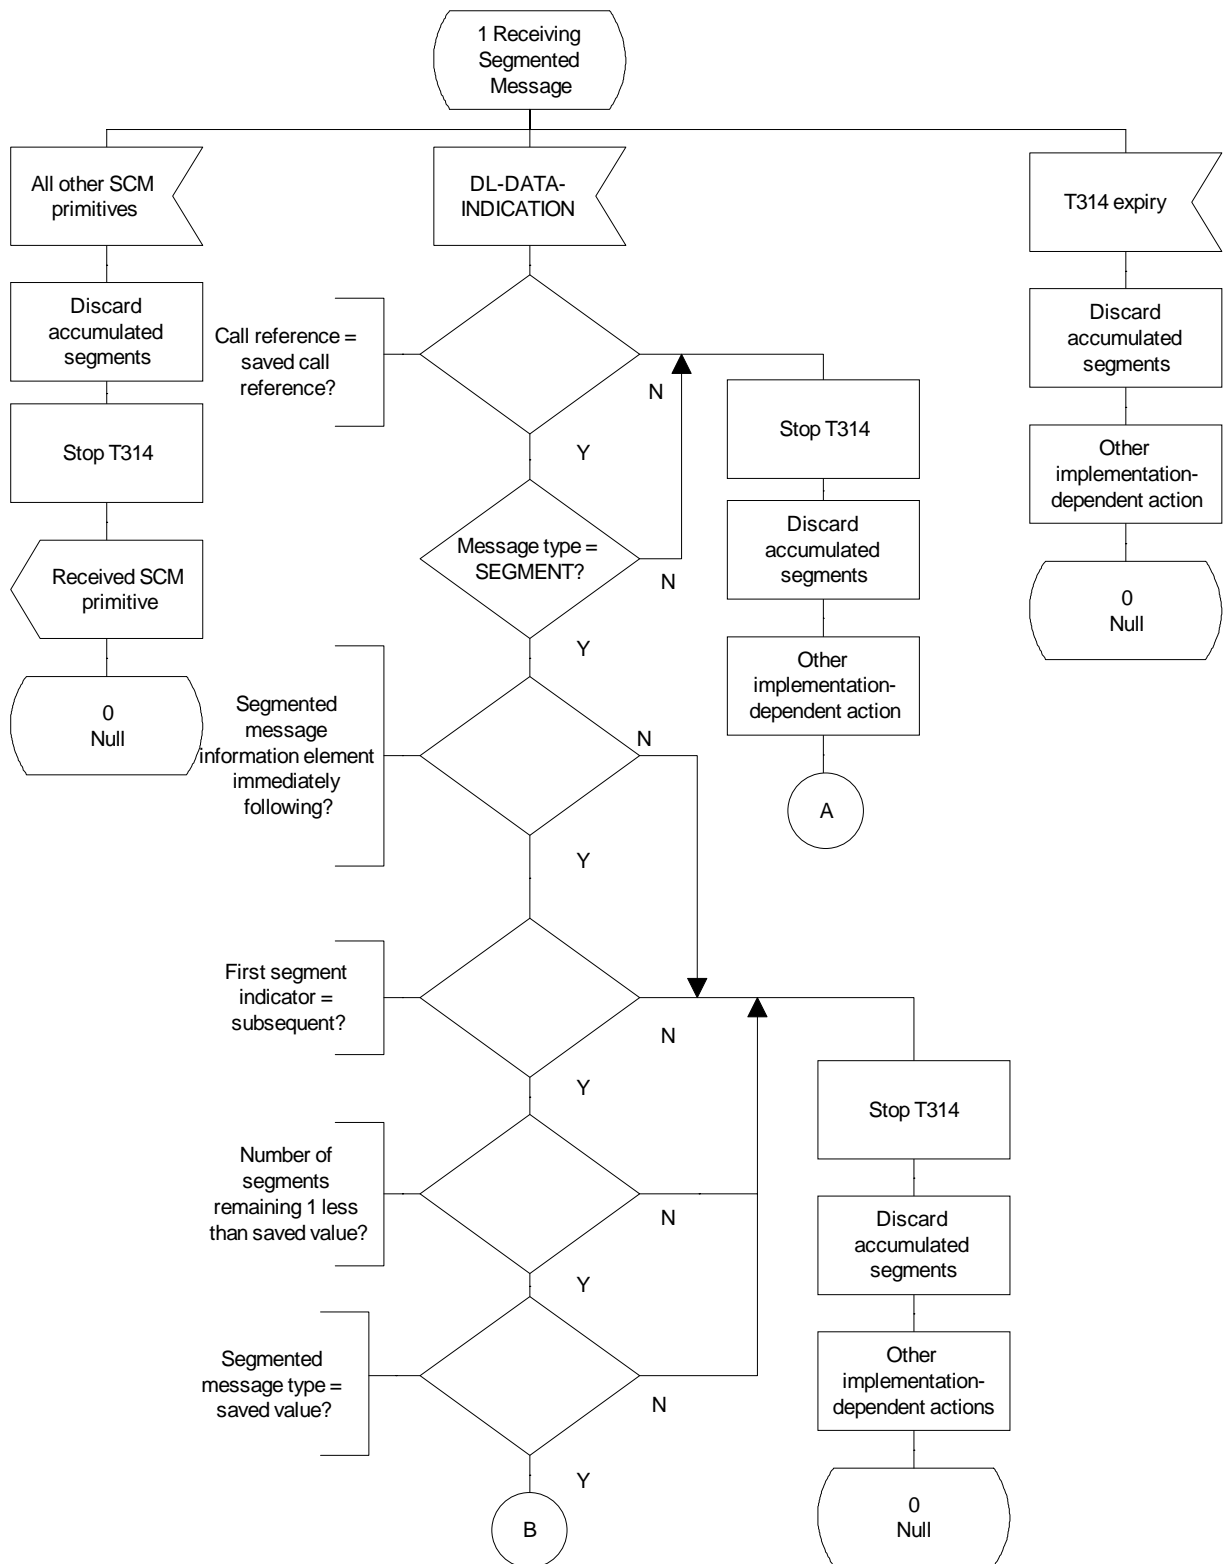 1 Receiving
Segmented
Message
All other SCM
primitives
DL-DATA-
INDICATION
T314 expiry
Discard
accumulated
segments
Call reference =
saved call
reference?
Discard
accumulated
segments
N
Stop T314
Stop T314
Y
Other
implementation-
dependent action
Message type =
SEGMENT?
N
Discard
accumulated
segments
Received SCM
primitive
0
Null
Y
Other
implementation-
dependent action
0
Null
Segmented
message
information element
immediately
following?
N
A
Y
First segment
indicator =
subsequent?
N
Y
Stop T314
Number of
segments
remaining 1 less
than saved value?
N
Discard
accumulated
segments
Y
Segmented
message type =
saved value?
N
Other
implementation-
dependent actions
Y
B
0
Null